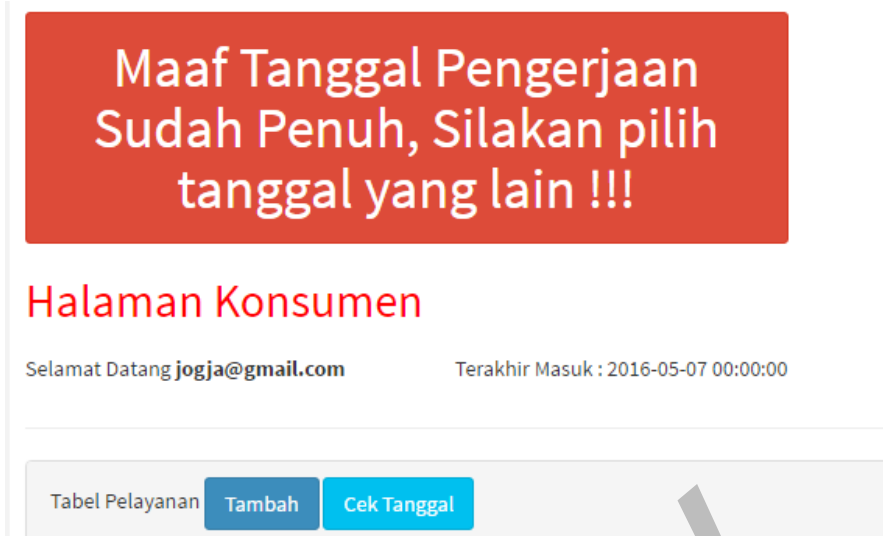 Maaf Tanggal Pengerjaan
Sudah Penuh, Silakan pilih
tanggal yang lain !!!
Halaman Konsumen
Selamat Datang jogja@gmail.com Terakhir Masuk : 2016-05-07 00:00:00
Tabel Pelayanan Tambah Cek Tanggal